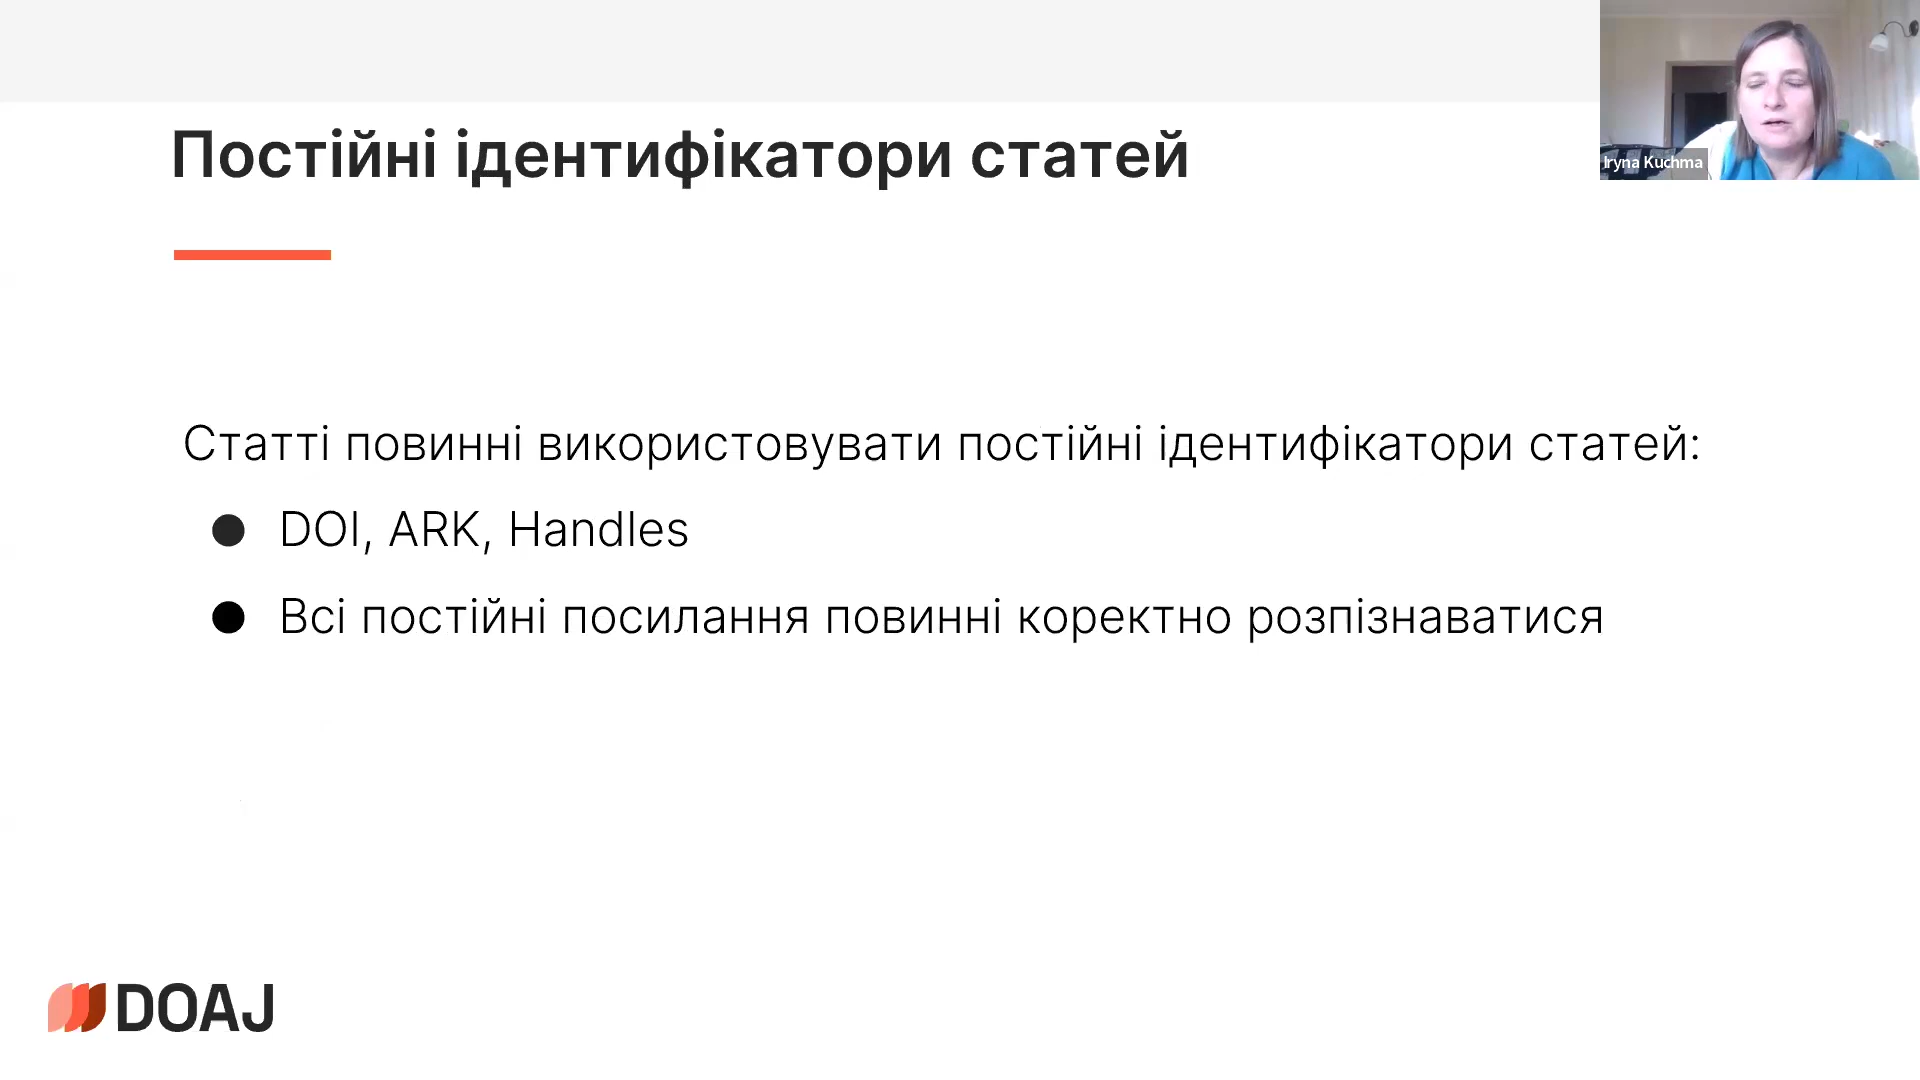 Постійні ідентифікатори статей
Iryna Kuchma
Статті повинні використовувати постійні ідентифікатори статей:
● DOI, ARK, Handles
● Всі постійні посилання повинні коректно розпізнаватися
DOAJ